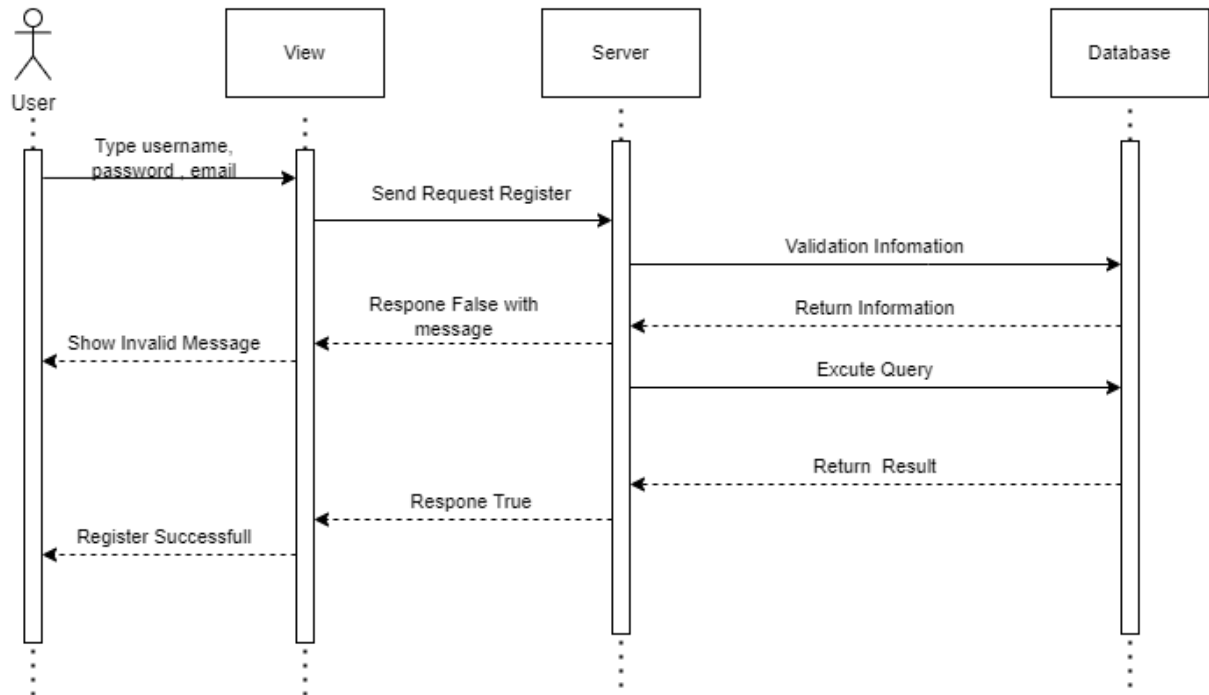 View
Server
Database
User
Type username,
password , email
Send Request Register
Validation Infomation
Respone False with
message
Return Information
Show Invalid Message
Excute Query
Return Result
Respone True
Register Successfull